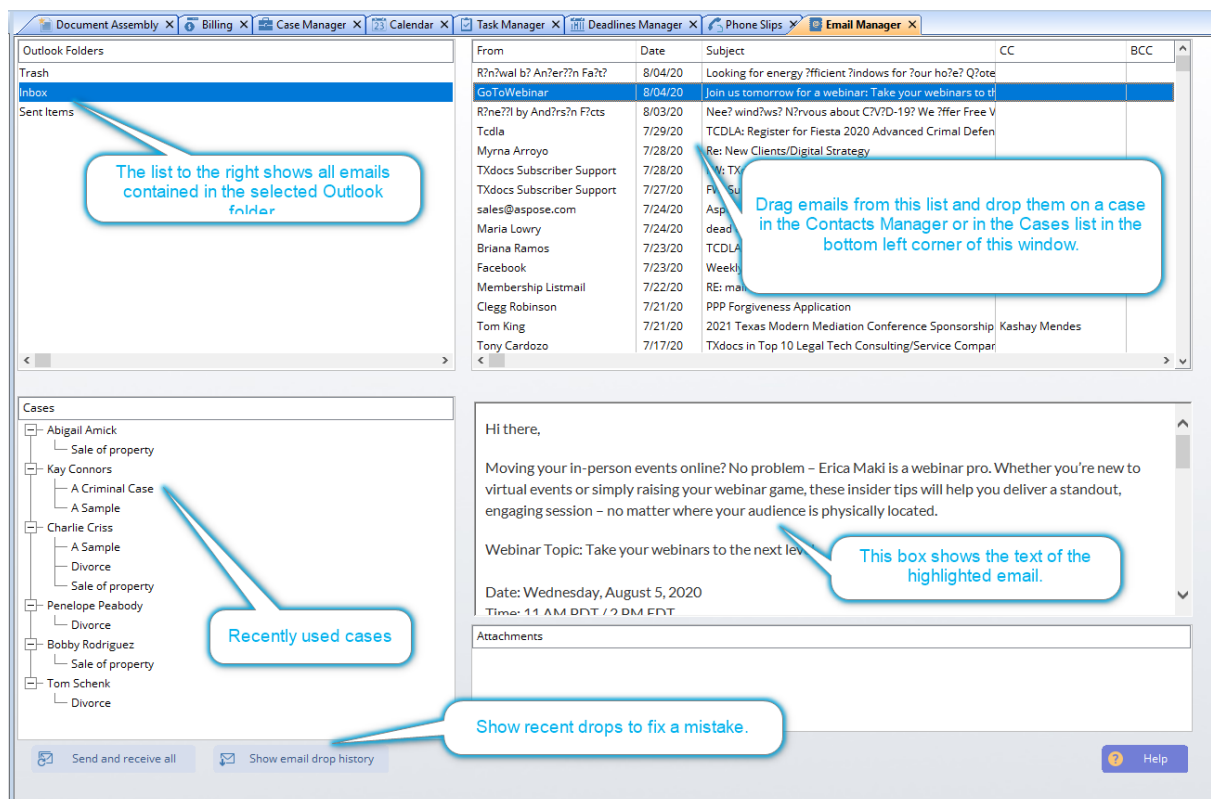 Document Assembly X Billing X Case Manager X Calendar X Task Manager X Deadlines Manager X Phone Slips X Email Manager X
Outlook Folders
Trash
Inbox
Sent Items
The list to the right shows all emails
contained in the selected Outlook
folder
From Date Subject CC BCC
R?n?wal b? An?er??n Fa?t? 8/04/20 Looking for energy ?fficient ?indows for ?our ho?e? Q?ote
GoToWebinar 8/04/20 Join us tomorrow for a webinar: Take your webinars to th
R?ne??l by And?rs?n F?cts 8/03/20 Nee? wind?ws? N?rvous about C?V?D-19? We ?ffer Free V
Tcdla 7/29/20 TCDLA: Register for Fiesta 2020 Advanced Crimal Defen
Myrna Arroyo 7/28/20 Re: New Clients/Digital Strategy
TXdocs Subscriber Support 7/28/20
TXdocs Subscriber Support 7/27/20
sales@aspose.com 7/24/20 Asp
Maria Lowry 7/24/20 dead
Briana Ramos 7/23/20 TCDLA
Facebook 7/23/20 Weekly
Membership Listmail 7/22/20 RE: mai
Clegg Robinson 7/21/20 PPP Forgiveness Application
Tom King 7/21/20 2021 Texas Modern Mediation Conference Sponsorship Kashay Mendes
Tony Cardozo 7/17/20 TXdocs in Top 10 Legal Tech Consulting/Service Compar
Drag emails from this list and drop them on a case
in the Contacts Manager or in the Cases list in the
bottom left corner of this window.
Cases
Abigail Amick
Sale of property
Kay Connors
A Criminal Case
A Sample
Charlie Criss
A Sample
Divorce
Sale of property
Penelope Peabody
Divorce
Bobby Rodriguez
Sale of property
Tom Schenk
Divorce
Recently used cases
Hi there,
Moving your in-person events online? No problem – Erica Maki is a webinar pro. Whether you're new to
virtual events or simply raising your webinar game, these insider tips will help you deliver a standout,
engaging session – no matter where your audience is physically located.
Webinar Topic: Take your webinars to the next level
Date: Wednesday, August 5, 2020
Time: 11 AM PDT / 2 PM EDT
This box shows the text of the
highlighted email.
Attachments
Show recent drops to fix a mistake.
Send and receive all Show email drop history ? Help